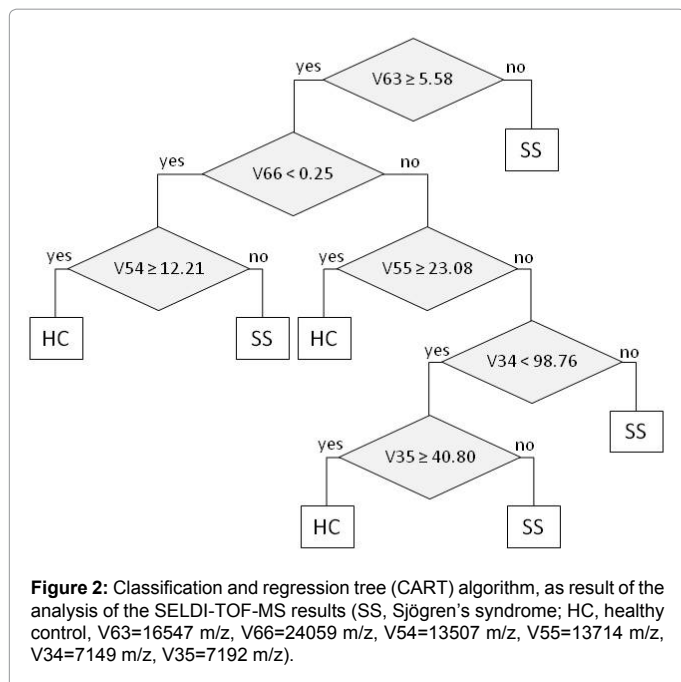 yes
V63 ≥ 5.58
no
SS
yes
V66 < 0.25
no
yes
V54 ≥ 12.21
no
yes
V55 ≥ 23.08
no
HC
SS
HC
yes
V34 < 98.76
no
SS
yes
V35 ≥ 40.80
no
HC
SS
Figure 2: Classification and regression tree (CART) algorithm, as result of the
analysis of the SELDI-TOF-MS results (SS, Sjögren's syndrome; HC, healthy
control, V63=16547 m/z, V66=24059 m/z, V54=13507 m/z, V55=13714 m/z,
V34=7149 m/z, V35=7192 m/z).